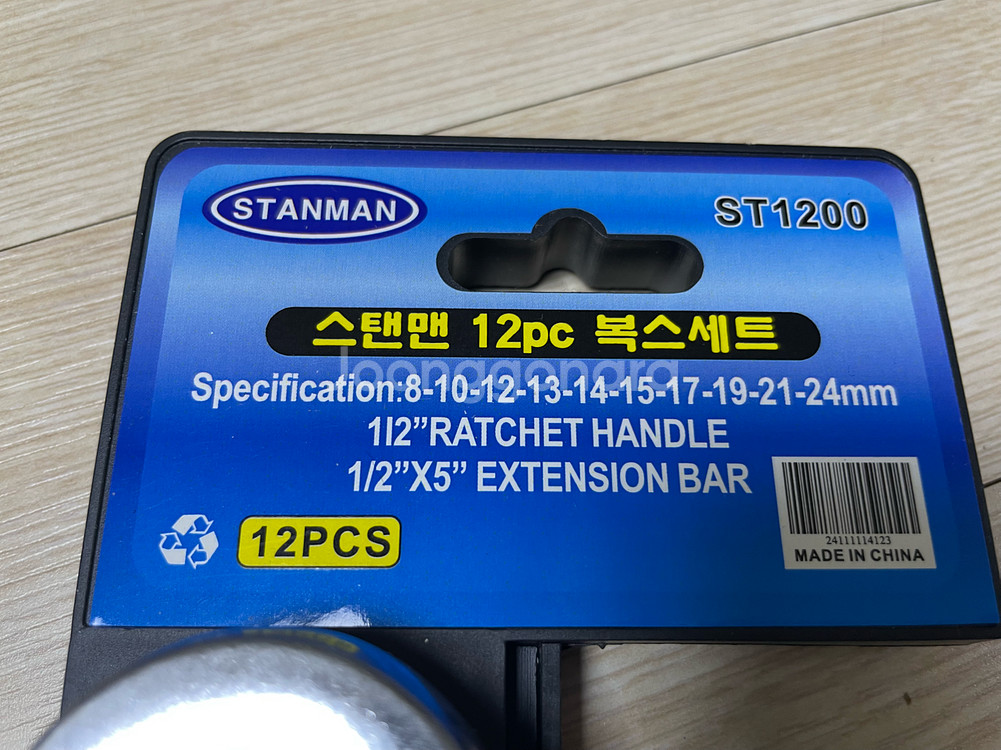 STANMAN
ST1200
스탠맨 12pc 복스세트
joonggonara
Specification:8-10-12-13-14-15-17-19-21-24mm
1I2”RATCHET HANDLE
1/2”X5” EXTENSION BAR
12PCS
24111114123
MADE IN CHINA